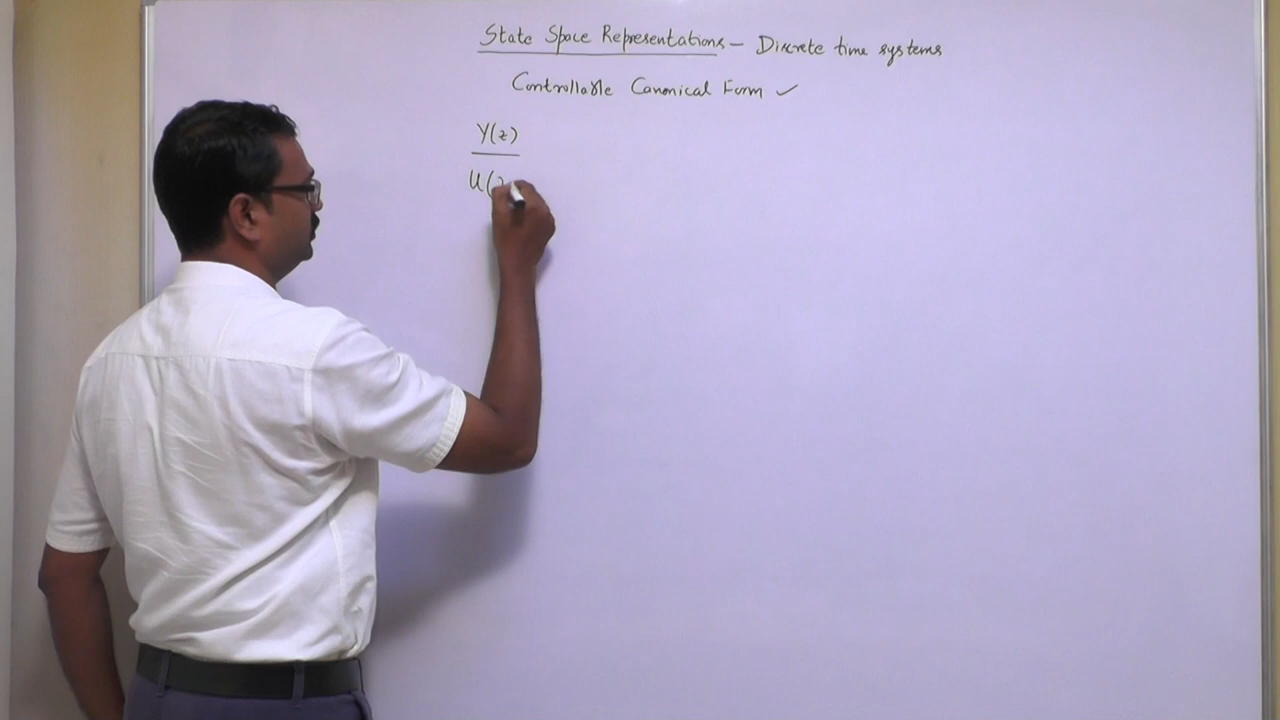 State Space Representations - Discrete time systems
Controllable Canonical Form ✓
Y(z)
U(z